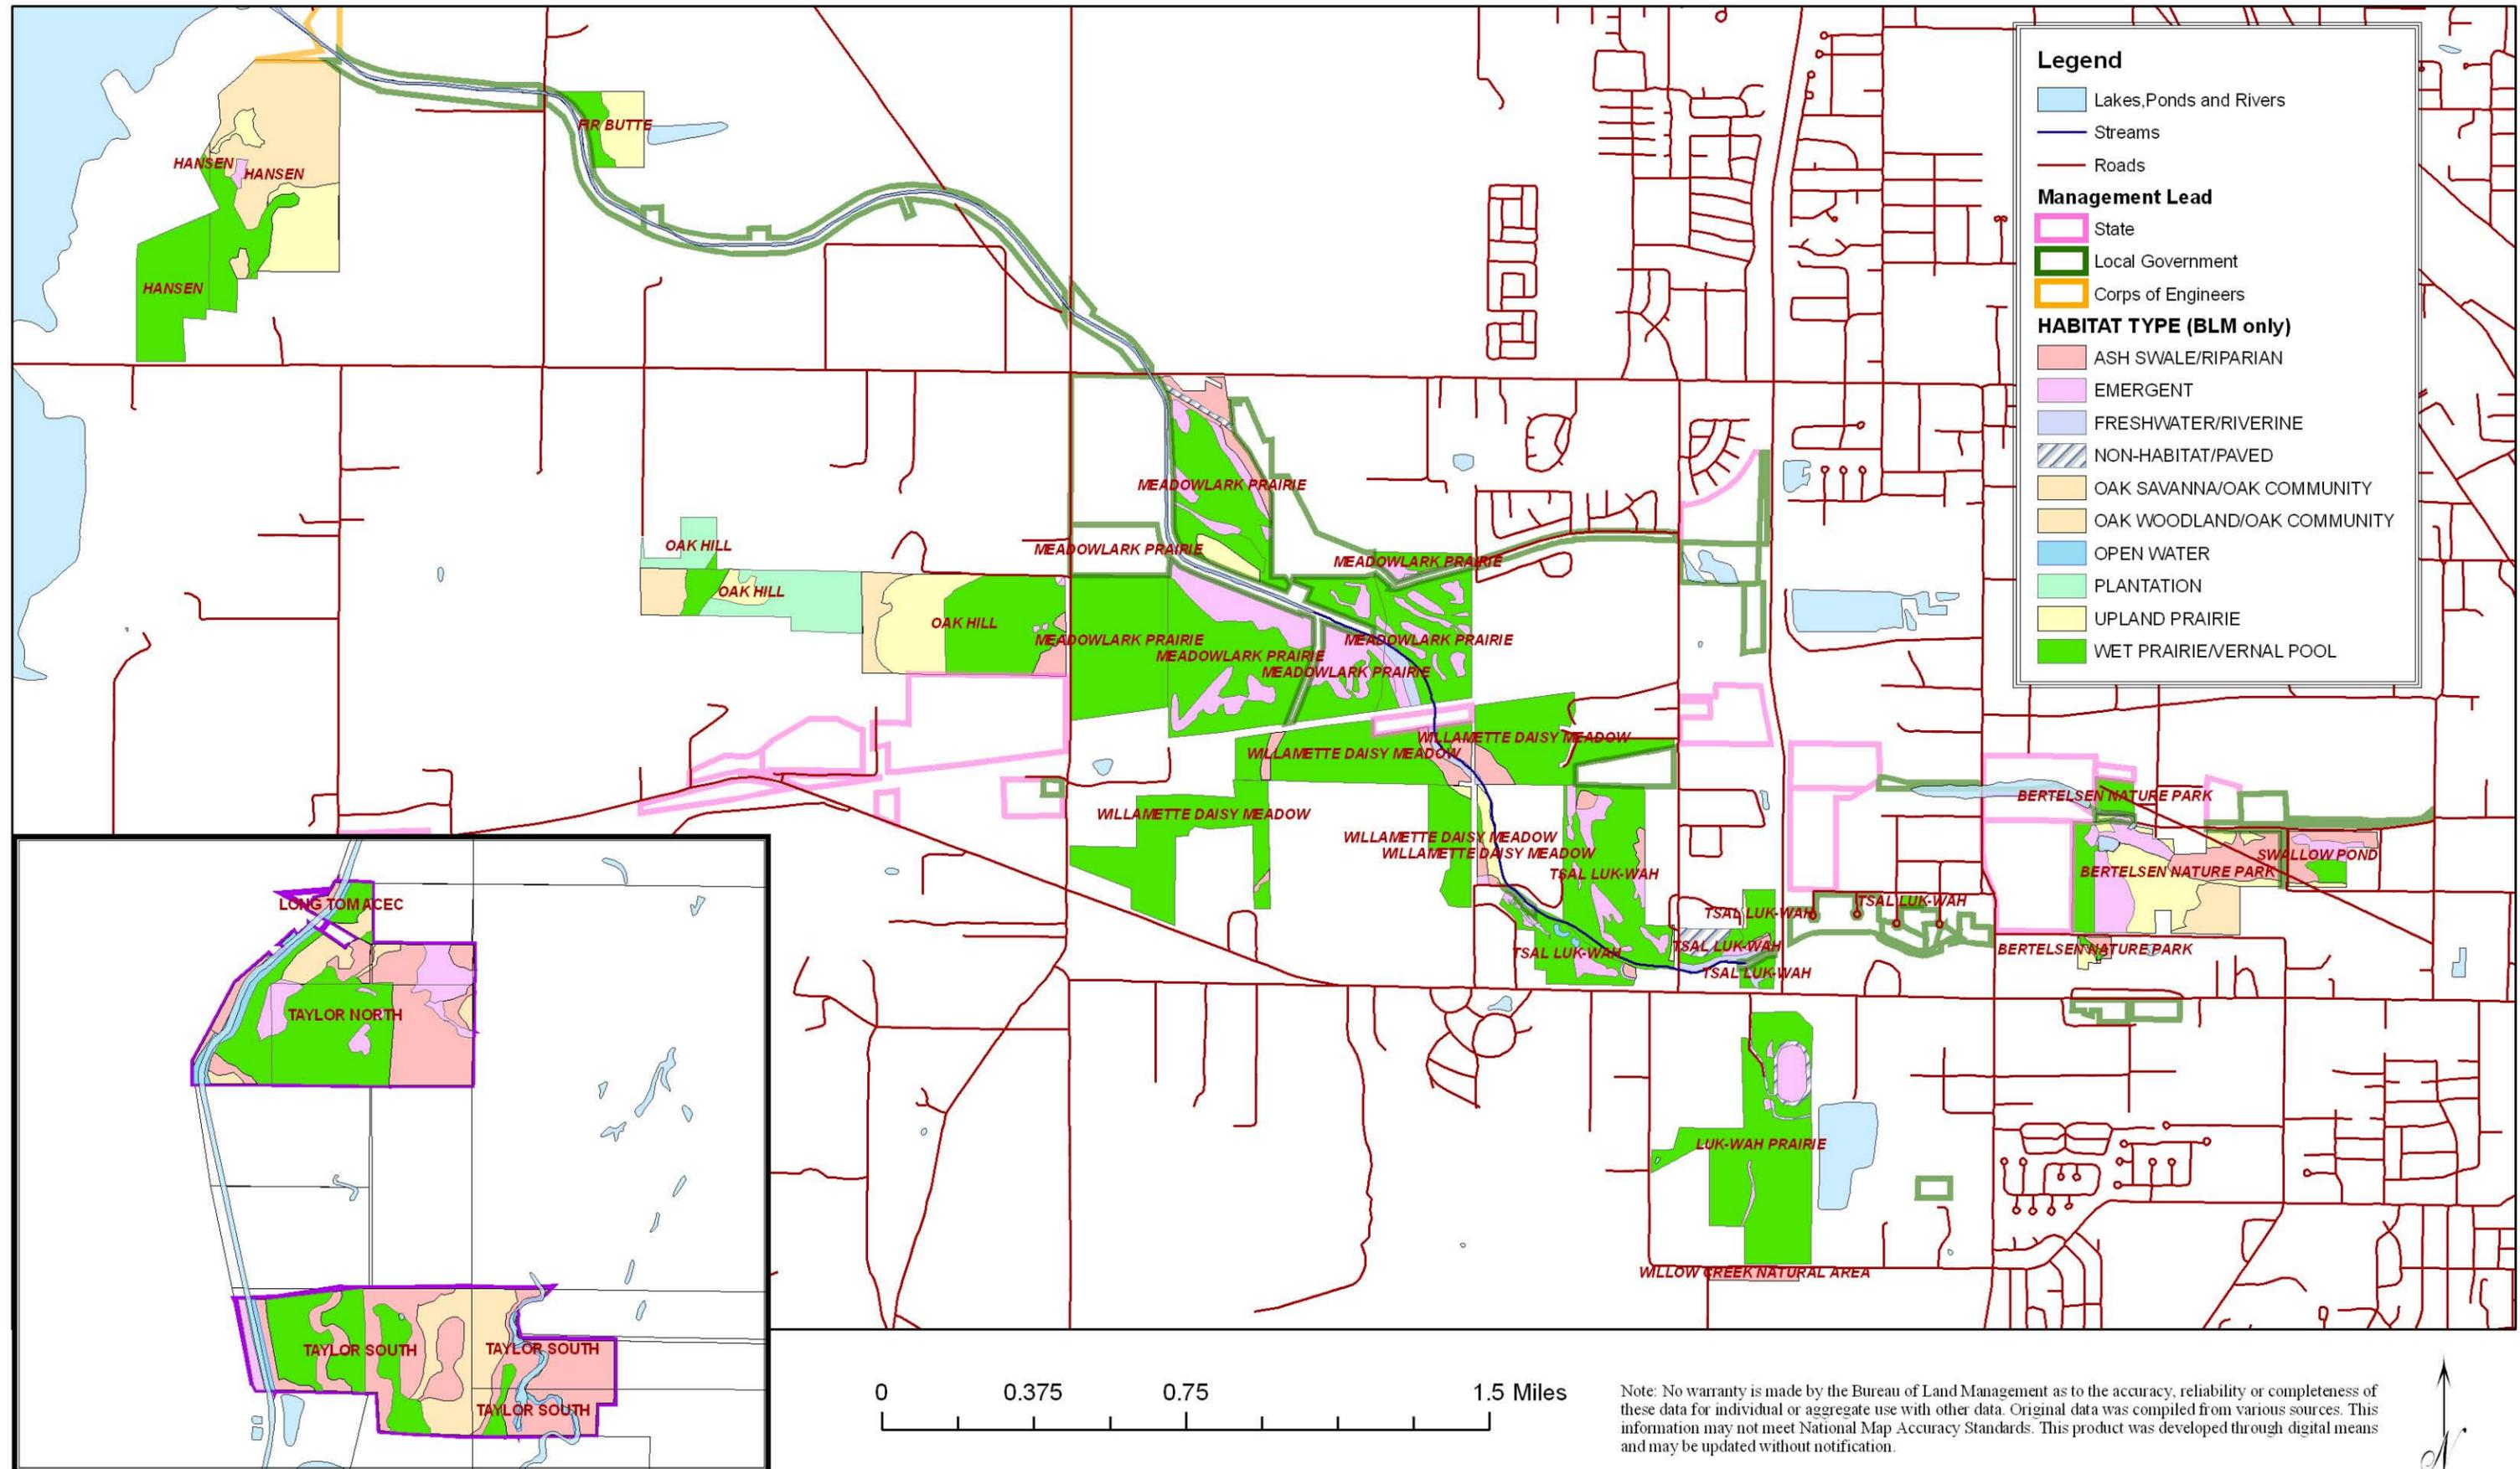 Legend
Lakes,Ponds and Rivers
Streams
Roads
Management Lead
State
Local Government
Corps of Engineers
HABITAT TYPE (BLM only)
ASH SWALE/RIPARIAN
EMERGENT
FRESHWATER/RIVERINE
NON-HABITAT/PAVED
OAK SAVANNA/OAK COMMUNITY
OAK WOODLAND/OAK COMMUNITY
OPEN WATER
PLANTATION
UPLAND PRAIRIE
WET PRAIRIE/VERNAL POOL
FIR BUTTE
HANSEN
HANSEN
HANSEN
MEADOWLARK PRAIRIE
OAK HILL
MEADOWLARK PRAIRIE
MEADOWLARK PRAIRIE
OAK HILL
OAK HILL
MEADOWLARK PRAIRIE
MEADOWLARK PRAIRIE
MEADOWLARK PRAIRIE
MEADOWLARK PRAIRIE
WILLAMETTE DAISY MEADOW
WILLAMETTE DAISY MEADOW
BERTELSEN NATURE PARK
WILLAMETTE DAISY MEADOW
WILLAMETTE DAISY MEADOW
WILLAMETTE DAISY MEADOW
SWALLOW POND
TSAL LUK-WAH
BERTELSEN NATURE PARK
TSAL LUK-WAH
TSAL LUK-WAH
TSAL LUK-WAH
TSAL LUK-WAH
BERTELSEN NATURE PARK
TSAL LUK-WAH
LUK-WAH PRAIRIE
WILLOW CREEK NATURAL AREA
LONG TOM ACEC
TAYLOR NORTH
TAYLOR SOUTH
TAYLOR SOUTH
TAYLOR SOUTH
0 0.375 0.75 1.5 Miles
Note: No warranty is made by the Bureau of Land Management as to the accuracy, reliability or completeness of
these data for individual or aggregate use with other data. Original data was compiled from various sources. This
information may not meet National Map Accuracy Standards. This product was developed through digital means
and may be updated without notification.
N